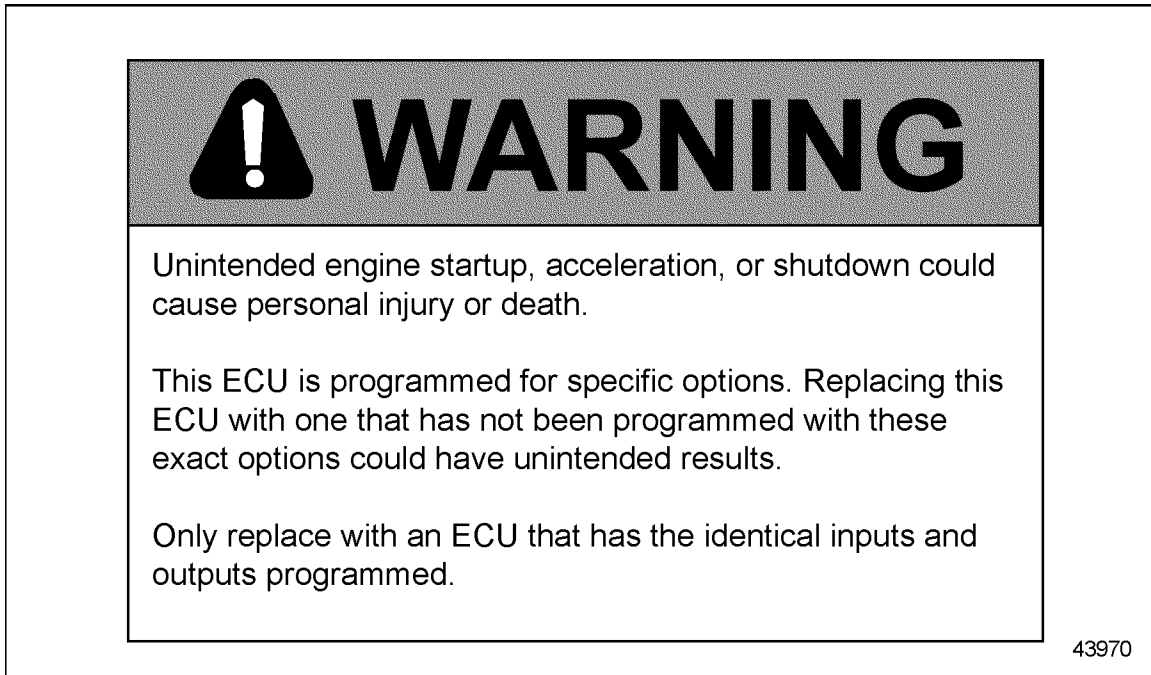 WARNING
Unintended engine startup, acceleration, or shutdown could
cause personal injury or death.
This ECU is programmed for specific options. Replacing this
ECU with one that has not been programmed with these
exact options could have unintended results.
Only replace with an ECU that has the identical inputs and
outputs programmed.
43970